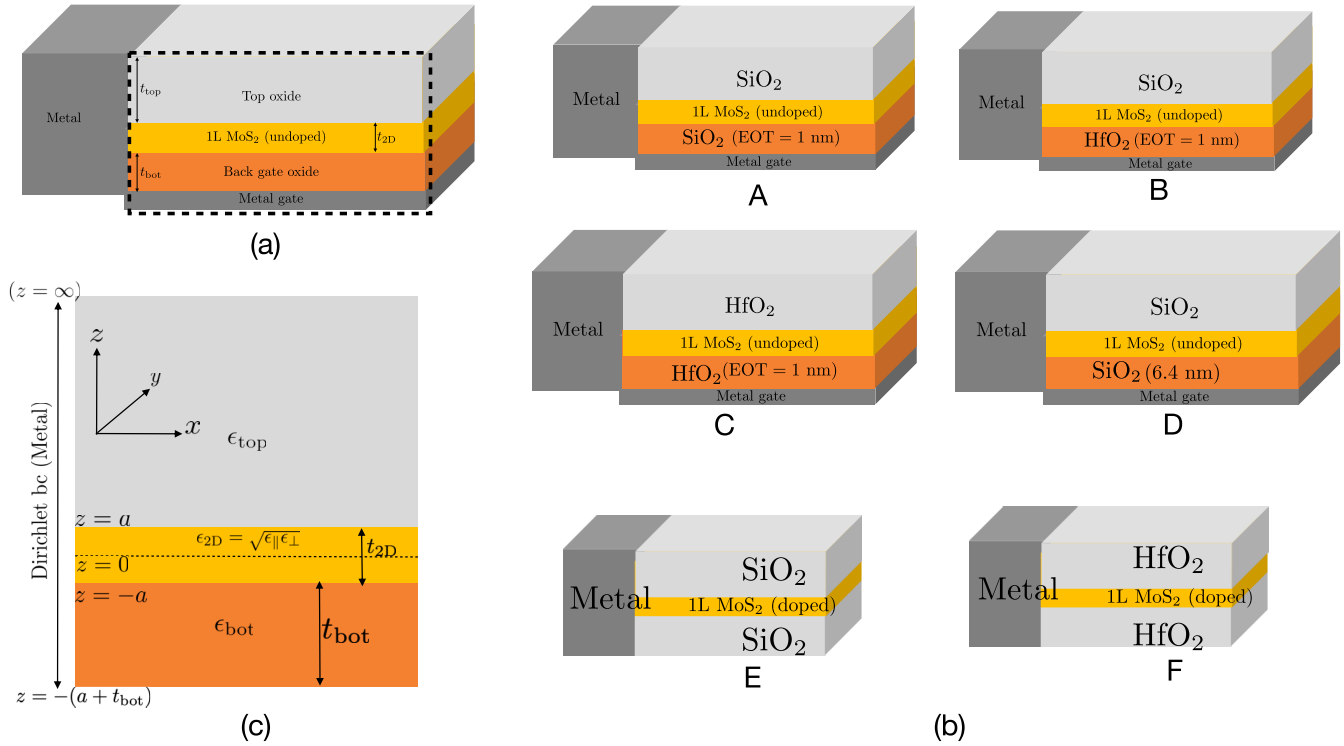 t_top
Metal
Top oxide
1L MoS₂ (undoped)
t_2D
t_bot
Back gate oxide
Metal gate
(a)
SiO₂
Metal
1L MoS₂ (undoped)
SiO₂ (EOT = 1 nm)
Metal gate
A
SiO₂
Metal
1L MoS₂ (undoped)
HfO₂ (EOT = 1 nm)
Metal gate
B
HfO₂
Metal
1L MoS₂ (undoped)
HfO₂ (EOT = 1 nm)
Metal gate
C
SiO₂
Metal
1L MoS₂ (undoped)
SiO₂ (6.4 nm)
Metal gate
D
SiO₂
Metal
1L MoS₂ (doped)
SiO₂
E
HfO₂
Metal
1L MoS₂ (doped)
HfO₂
F
(b)
(z = ∞)
Dirichlet bc (Metal)
z
y
x
ϵ_top
z = a
ϵ_2D = √ϵ_∥ϵ_⊥
t_2D
z = 0
z = −a
ϵ_bot
t_bot
z = −(a + t_bot)
(c)